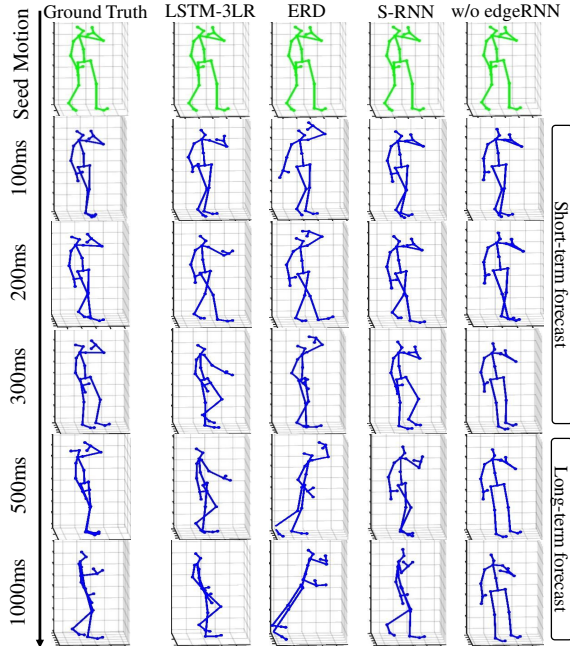 Ground Truth LSTM-3LR ERD S-RNN w/o edgeRNN
Seed Motion
100ms
200ms
300ms
Short-term forecast
500ms
1000ms
Long-term forecast